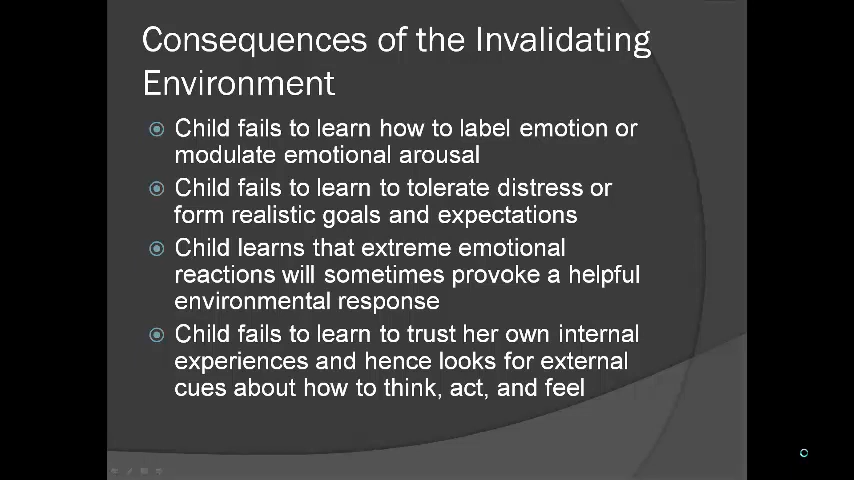 Consequences of the Invalidating
Environment
Child fails to learn how to label emotion or
modulate emotional arousal
Child fails to learn to tolerate distress or
form realistic goals and expectations
Child learns that extreme emotional
reactions will sometimes provoke a helpful
environmental response
Child fails to learn to trust her own internal
experiences and hence looks for external
cues about how to think, act, and feel